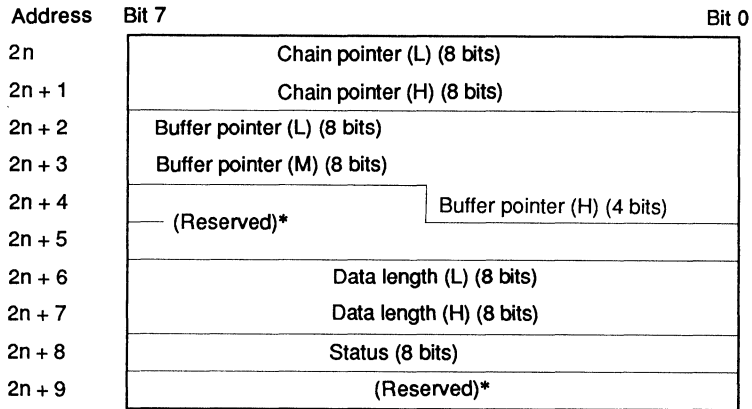 Address Bit 7 Bit 0
2n Chain pointer (L) (8 bits)
2n + 1 Chain pointer (H) (8 bits)
2n + 2 Buffer pointer (L) (8 bits)
2n + 3 Buffer pointer (M) (8 bits)
2n + 4 Buffer pointer (H) (4 bits)
(Reserved)*
2n + 5
2n + 6 Data length (L) (8 bits)
2n + 7 Data length (H) (8 bits)
2n + 8 Status (8 bits)
2n + 9 (Reserved)*